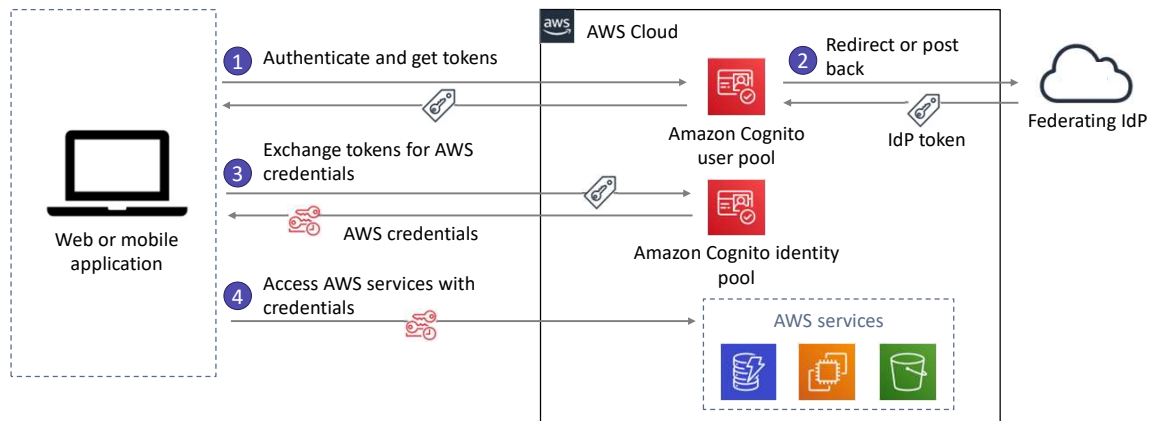 aws
AWS Cloud
1
Authenticate and get tokens
2
Redirect or post
back
Federating IdP
IdP token
Amazon Cognito
user pool
3
Exchange tokens for AWS
credentials
AWS credentials
Web or mobile
application
Amazon Cognito identity
pool
4
Access AWS services with
credentials
AWS services